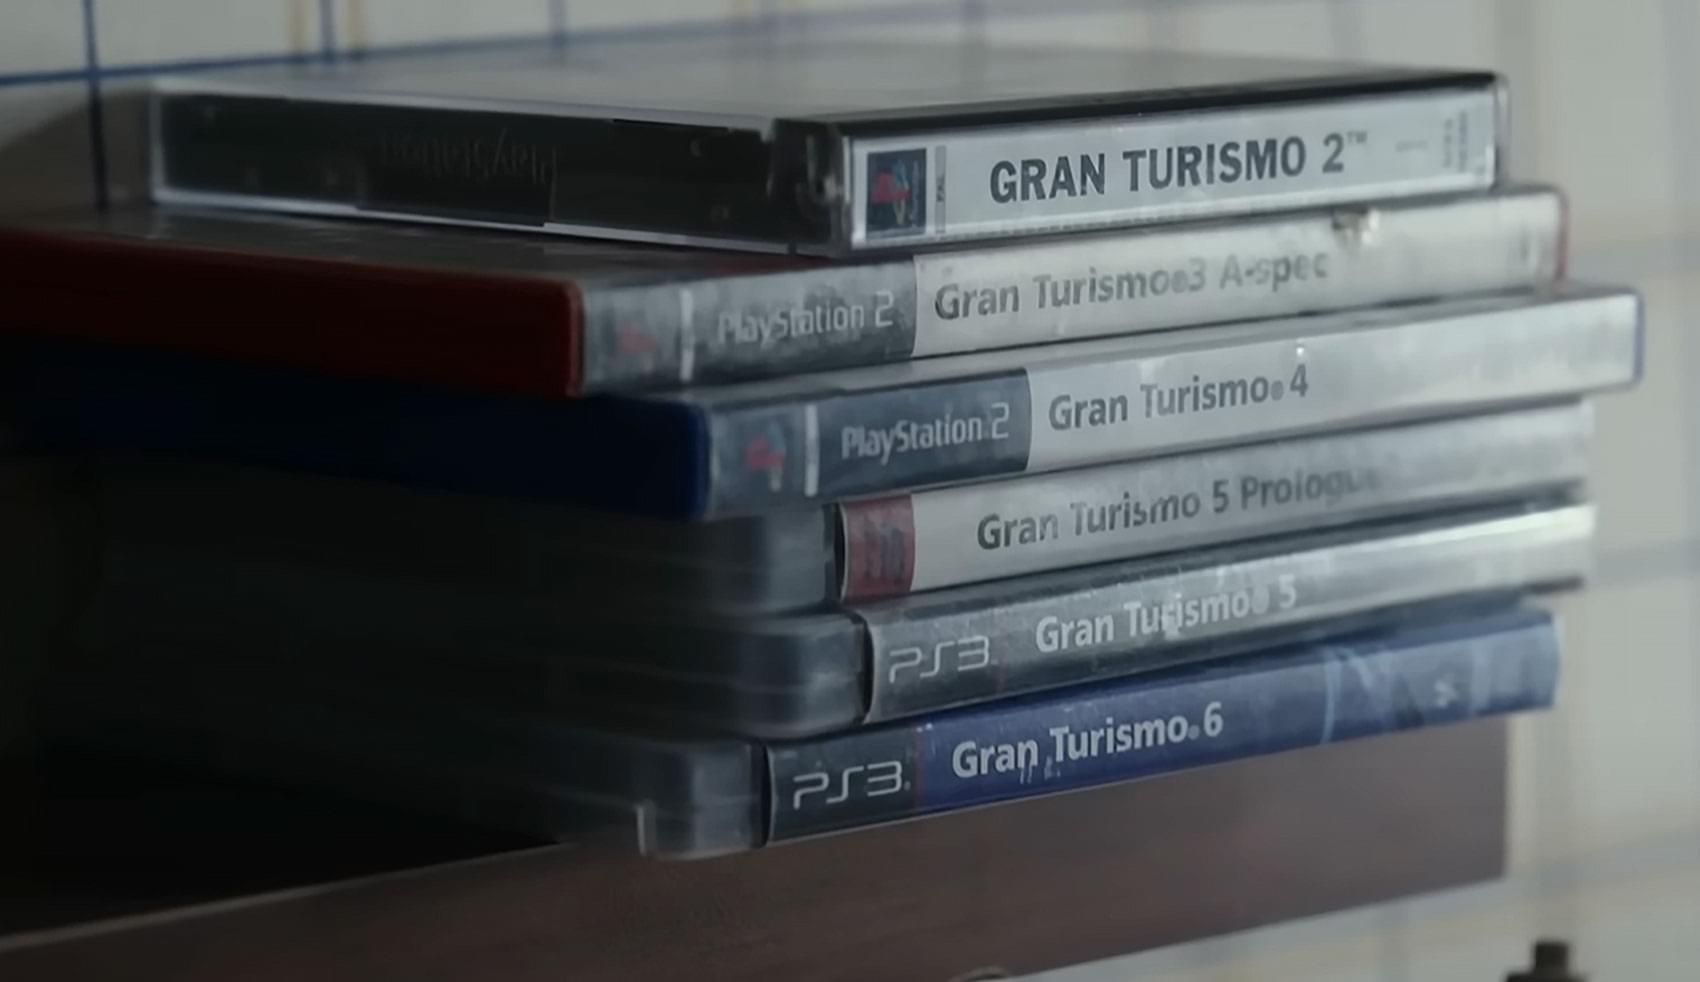 GRAN TURISMO 2™
PlayStation 2 Gran Turismo®3 A-spec
PlayStation 2 Gran Turismo® 4
Gran Turismo 5 Prologue
PS3 Gran Turismo® 5
PS3 Gran Turismo® 6